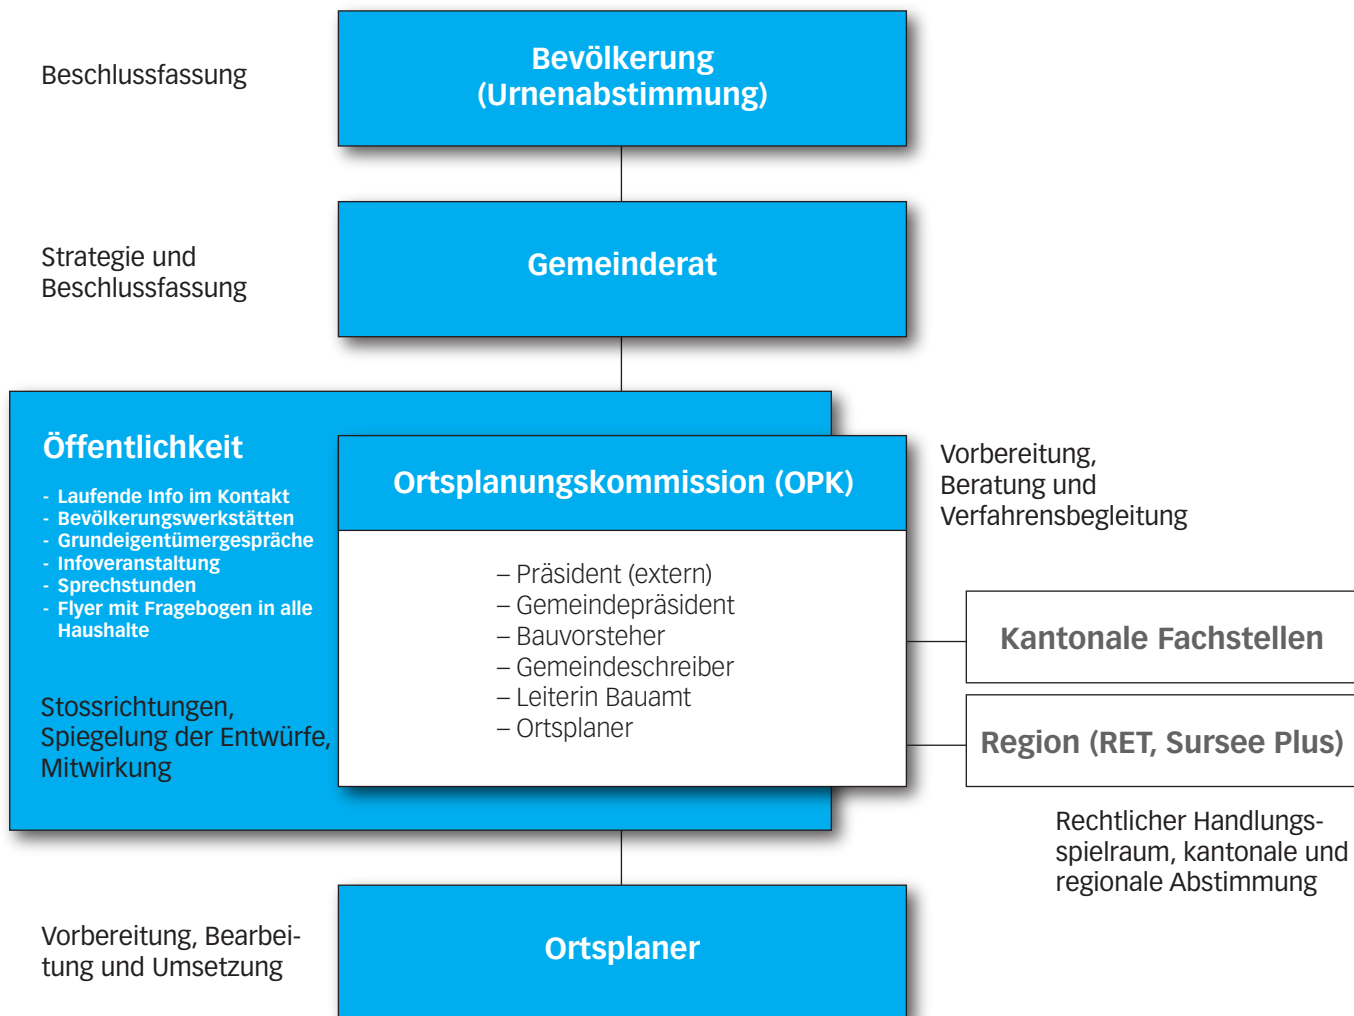 Beschlussfassung
Bevölkerung
(Urnenabstimmung)
Strategie und
Beschlussfassung
Gemeinderat
Öffentlichkeit
- Laufende Info im Kontakt
- Bevölkerungswerkstätten
- Grundeigentümergespräche
- Infoveranstaltung
- Sprechstunden
- Flyer mit Fragebogen in alle
Haushalte
Stossrichtungen,
Spiegelung der Entwürfe,
Mitwirkung
Ortsplanungskommission (OPK)
– Präsident (extern)
– Gemeindepräsident
– Bauvorsteher
– Gemeindeschreiber
– Leiterin Bauamt
– Ortsplaner
Vorbereitung,
Beratung und
Verfahrensbegleitung
Kantonale Fachstellen
Region (RET, Sursee Plus)
Rechtlicher Handlungs-
spielraum, kantonale und
regionale Abstimmung
Vorbereitung, Bearbei-
tung und Umsetzung
Ortsplaner